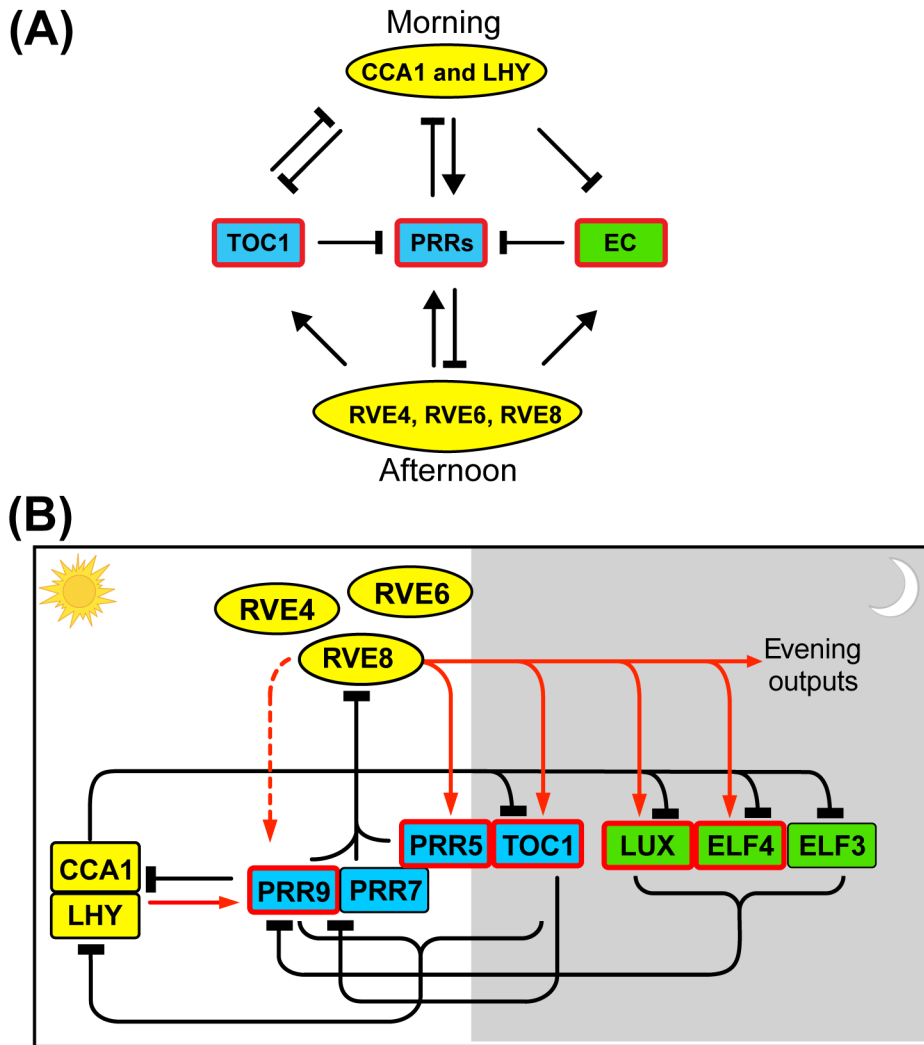 (A)
Morning
CCA1 and LHY
TOC1
PRRs
EC
RVE4, RVE6, RVE8
Afternoon
(B)
RVE6
RVE4
RVE8
Evening
outputs
PRR5
TOC1
LUX
ELF4
ELF3
CCA1
LHY
PRR9
PRR7